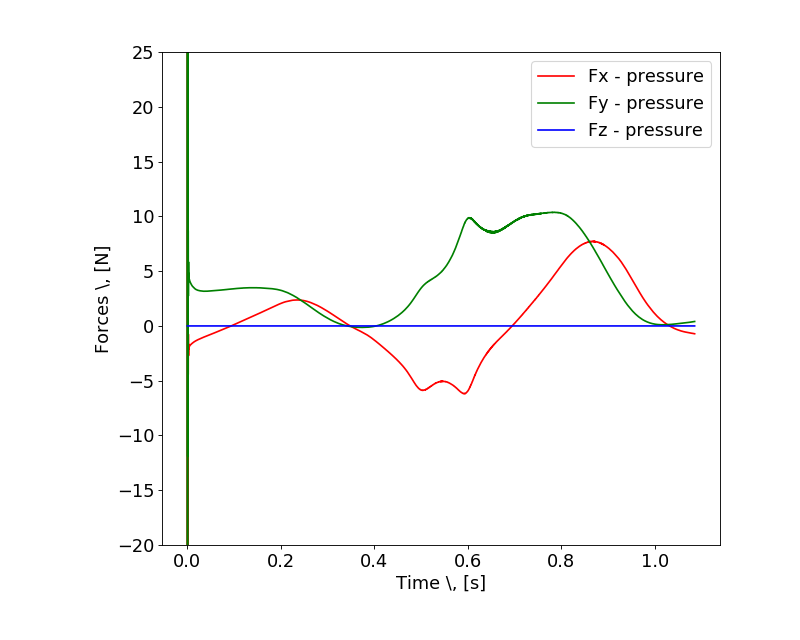 25
20
15
10
5
0
−5
−10
−15
−20
Forces \, [N]
Fx - pressure
Fy - pressure
Fz - pressure
0.0 0.2 0.4 0.6 0.8 1.0
Time \, [s]